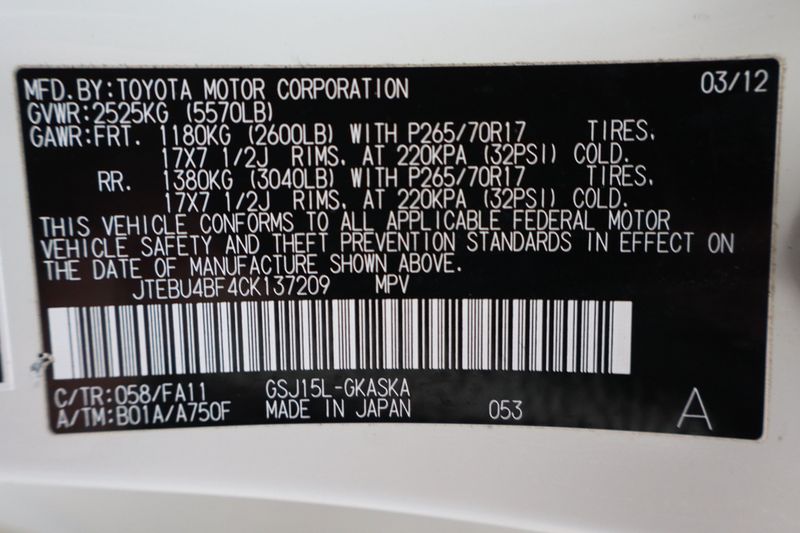 MFD.BY:TOYOTA MOTOR CORPORATION 03/12
GVWR:2525KG (5570LB)
GAWR:FRT. 1180KG (2600LB) WITH P265/70R17 TIRES,
17X7 1/2J RIMS, AT 220KPA (32PSI) COLD.
RR. 1380KG (3040LB) WITH P265/70R17 TIRES,
17X7 1/2J RIMS, AT 220KPA (32PSI) COLD.
THIS VEHICLE CONFORMS TO ALL APPLICABLE FEDERAL MOTOR
VEHICLE SAFETY AND THEFT PREVENTION STANDARDS IN EFFECT ON
THE DATE OF MANUFACTURE SHOWN ABOVE.
JTEBU4BF4CK137209 MPV
C/TR:058/FA11 GSJ15L-GKASKA
A/TM:B01A/A750F MADE IN JAPAN 053 A